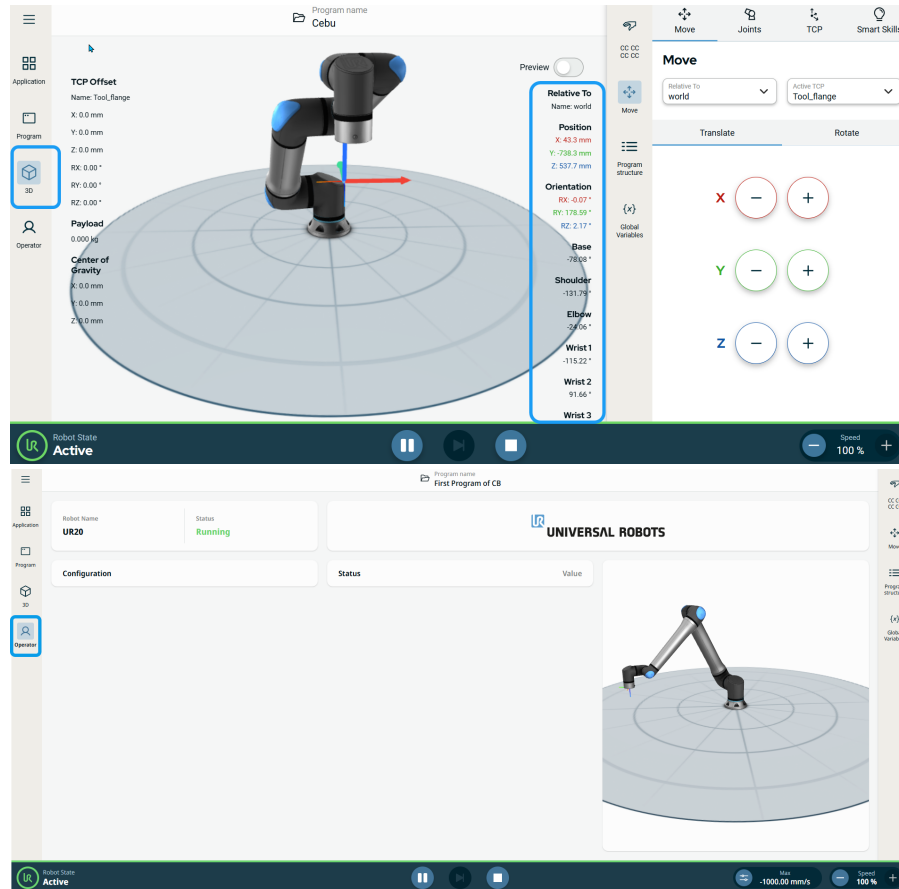 Program name
Cebu
Application
Program
3D
Operator
TCP Offset
Name: Tool_flange
X: 0.0 mm
Y: 0.0 mm
Z: 0.0 mm
RX: 0.00 °
RY: 0.00 °
RZ: 0.00 °
Payload
0.000 kg
Center of
Gravity
X: 0.0 mm
Y: 0.0 mm
Z: 0.0 mm
Preview
Relative To
Name: world
Position
X: 43.3 mm
Y: -738.3 mm
Z: 537.7 mm
Orientation
RX: -0.07 °
RY: 178.59 °
RZ: 2.17 °
Base
-78.08 °
Shoulder
-131.79 °
Elbow
-24.06 °
Wrist 1
-115.22 °
Wrist 2
91.66 °
Wrist 3
CC CC
CC CC
Move
Program
structure
{x}
Global
Variables
Move
Joints
TCP
Smart Skills
Move
Relative To
world
Active TCP
Tool_flange
Translate
Rotate
X − +
Y − +
Z − +
UR
Robot State
Active
Speed
− 100 % +
Program name
First Program of CB
Application
Program
3D
Operator
Robot Name
UR20
Status
Running
UR
UNIVERSAL ROBOTS
Configuration
Status
Value
{x}
UR
Robot State
Active
Max
-1000.00 mm/s
Speed
− 100 % +